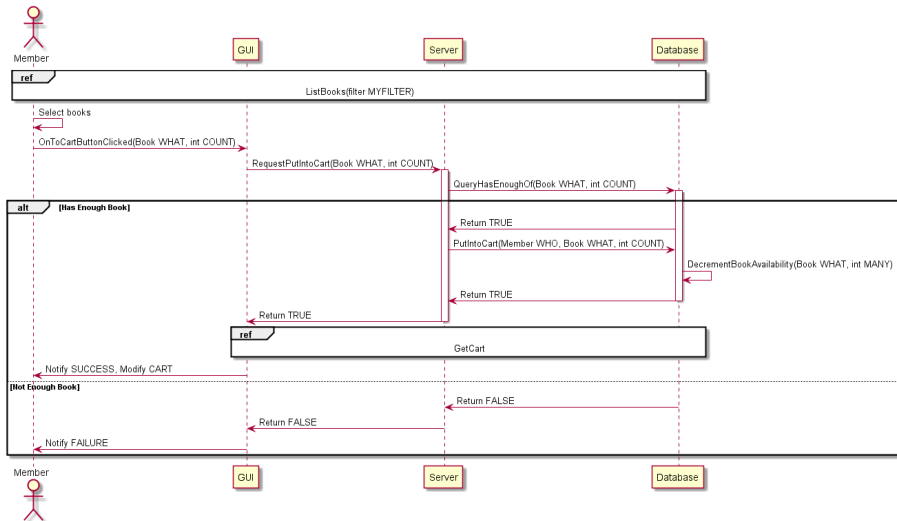 Member
GUI
Server
Database
ref
ListBooks(filter MYFILTER)
Select books
OnToCartButtonClicked(Book WHAT, int COUNT)
RequestPutIntoCart(Book WHAT, int COUNT)
QueryHasEnoughOf(Book WHAT, int COUNT)
alt
[Has Enough Book]
Return TRUE
PutIntoCart(Member WHO, Book WHAT, int COUNT)
DecrementBookAvailability(Book WHAT, int MANY)
Return TRUE
Return TRUE
ref
GetCart
Notify SUCCESS, Modify CART
[Not Enough Book]
Return FALSE
Return FALSE
Notify FAILURE
Member
GUI
Server
Database